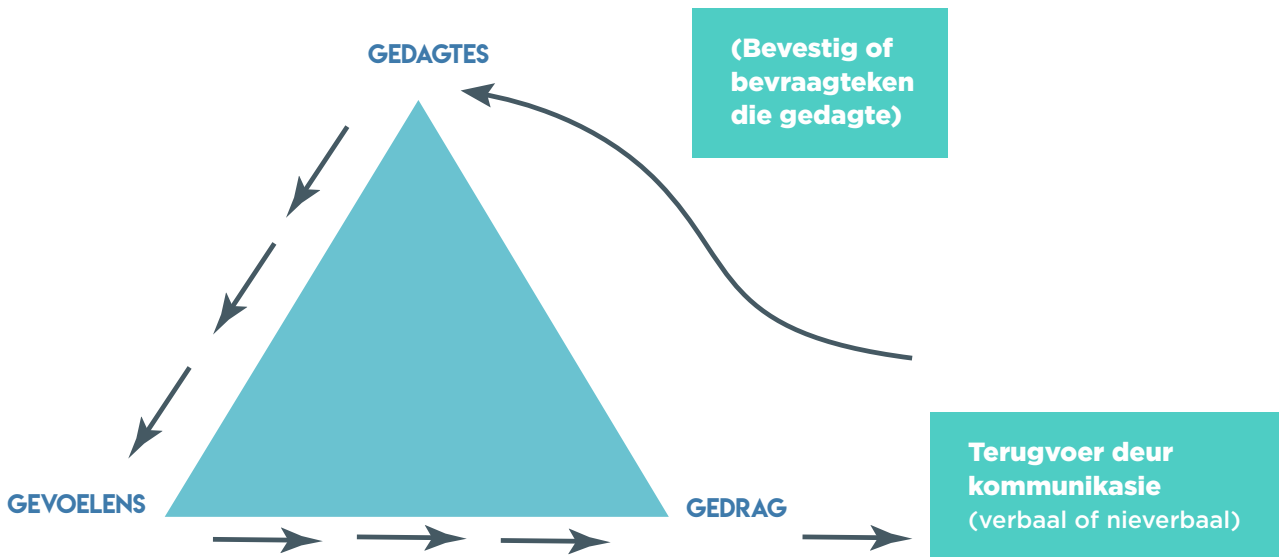 GEDAGTES
(Bevestig of
bevraagteken
die gedagte)
GEVOELENS
GEDRAG
Terugvoer deur
kommunikasie
(verbaal of nieverbaal)